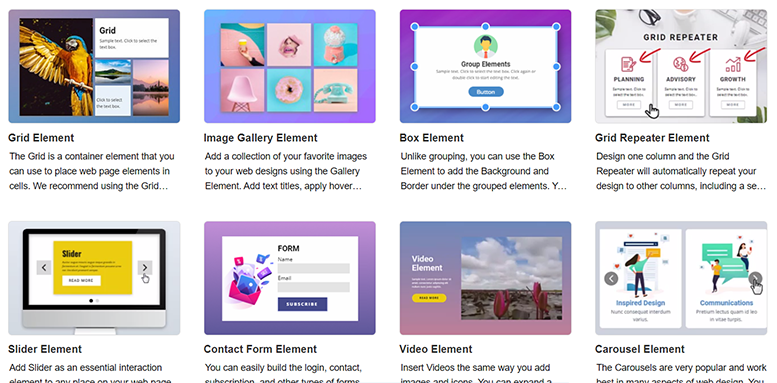 Grid
Sample text. Click to select the
text box.
Click to select the
text box.
Group Elements
Sample text. Click to select the text box. Click again or
double click to start editing the text.
Button
GRID REPEATER
PLANNING
ADVISORY
GROWTH
Sample text. Click to
select the text box.
Sample text. Click to
select the text box.
Sample text. Click to
select the text box.
MORE
MORE
MORE
Grid Element
The Grid is a container element that you
can use to place web page elements in
cells. We recommend using the Grid…
Image Gallery Element
Add a collection of your favorite images
to your web designs using the Gallery
Element. Add text titles, apply hover…
Box Element
Unlike grouping, you can use the Box
Element to add the Background and
Border under the grouped elements. Y…
Grid Repeater Element
Design one column and the Grid
Repeater will automatically repeat your
design to other columns, including a se…
Slider
READ MORE
FORM
Name
Email
SUBSCRIBE
Video
Element
READ MORE
Inspired Design
Nunc consequat interdum
varius.
Communications
Pretium lectus quam id leo
in vitae turpis.
Slider Element
Add Slider as an essential interaction
element to any place on your web page
Contact Form Element
You can easily build the login, contact,
subscription, and other types of forms
Video Element
Insert Videos the same way you add
images and icons. You can expand a
Carousel Element
The Carousels are very popular and work
best in many aspects of web design. You